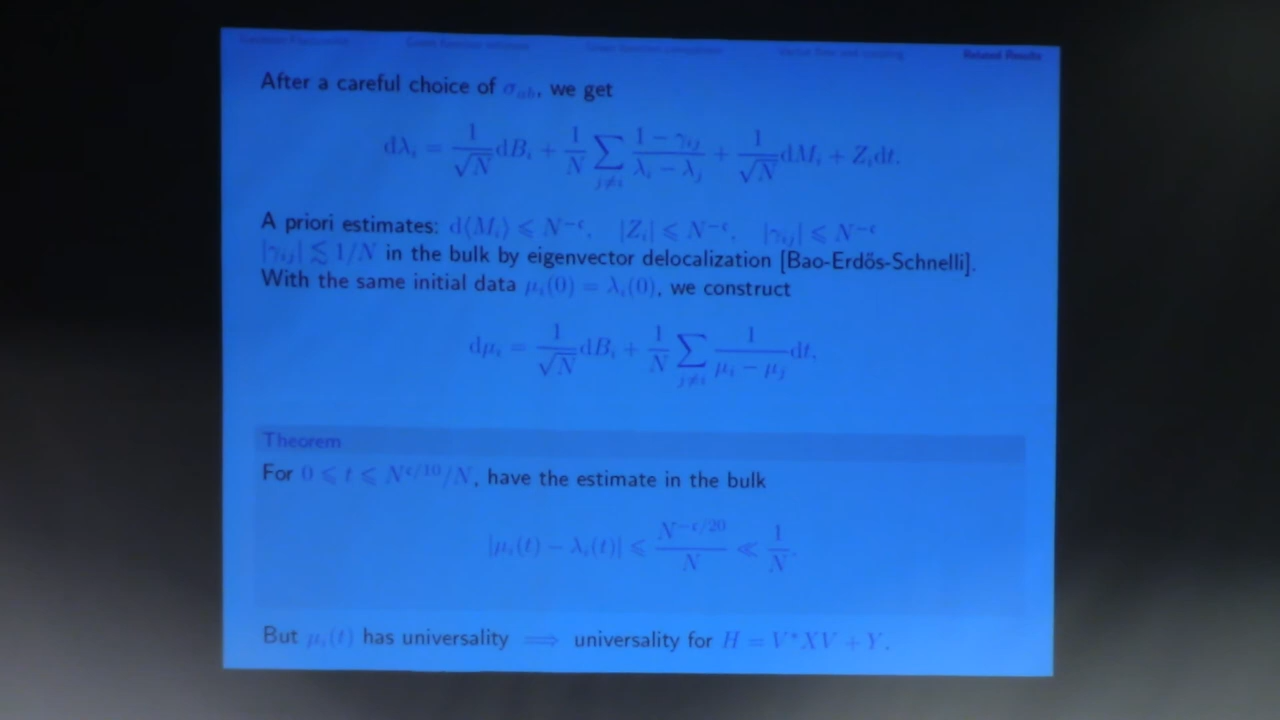 Related Results
After a careful choice of σ_ab, we get
dλ_i = 1/√N dB_i + 1/N ∑_{j≠i} (1 − γ_ij)/(λ_i − λ_j) + 1/√N dM_i + Z_i dt.
A priori estimates: d⟨M_i⟩ ⩽ N^{−ϵ}, |Z_i| ⩽ N^{−ϵ}, |γ_ij| ⩽ N^{−ϵ}
|γ_ij| ≲ 1/N in the bulk by eigenvector delocalization [Bao-Erdős-Schnelli].
With the same initial data μ_i(0) = λ_i(0), we construct
dμ_i = 1/√N dB_i + 1/N ∑_{j≠i} 1/(μ_i − μ_j) dt,
Theorem
For 0 ⩽ t ⩽ N^{ϵ/10}/N, have the estimate in the bulk
|μ_i(t) − λ_i(t)| ⩽ N^{−ϵ/20}/N ≪ 1/N.
But μ_i(t) has universality ⟹ universality for H = V*XV + Y.